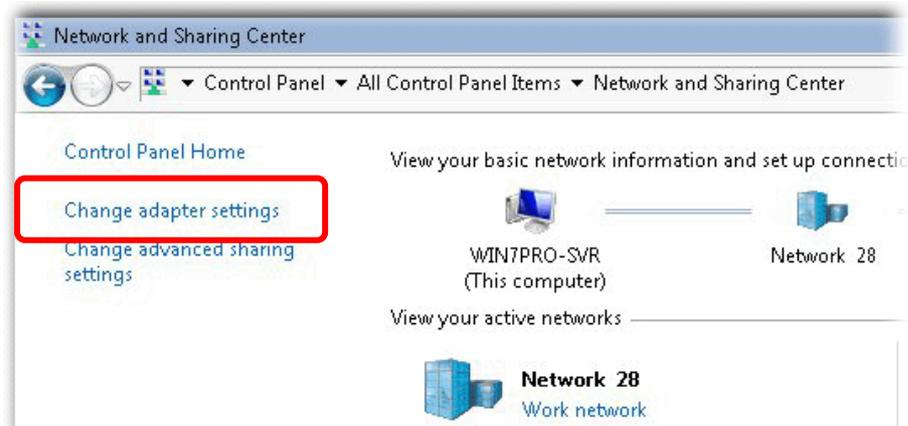 Network and Sharing Center
Control Panel All Control Panel Items Network and Sharing Center
Control Panel Home
View your basic network information and set up connectio
Change adapter settings
Change advanced sharing
settings
WIN7PRO-SVR
(This computer)
Network 28
View your active networks
Network 28
Work network